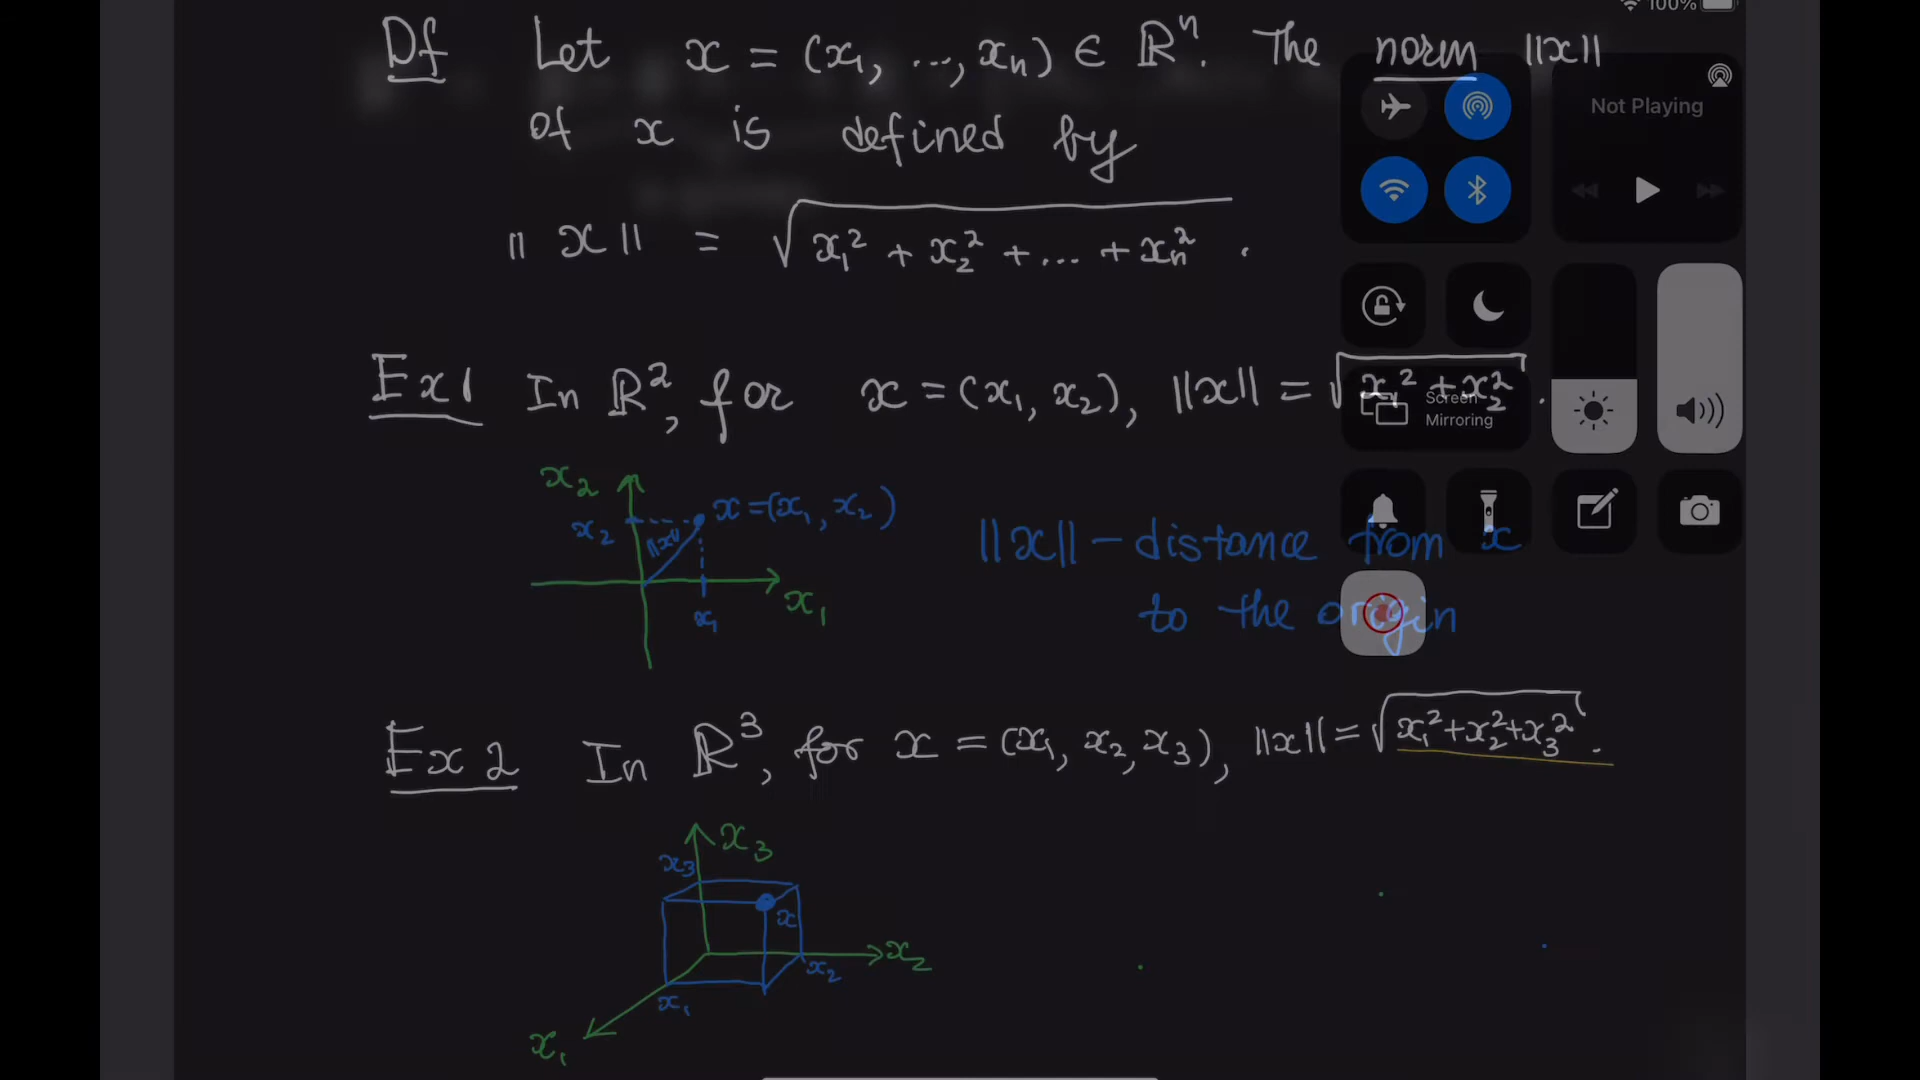 100%
Df Let x = (x₁, ..., xₙ) ∈ ℝⁿ. The norm ||x||
of x is defined by
||x|| = √(x₁² + x₂² + ... + xₙ²).
Not Playing
Ex1 In ℝ², for x = (x₁, x₂), ||x|| = √(x₁² + x₂²).
Screen
Mirroring
x₂
x₂
||x||
x=(x₁, x₂)
x₁
x₁
||x|| – distance from x
to the origin
Ex 2 In ℝ³, for x = (x₁, x₂, x₃), ||x|| = √(x₁²+x₂²+x₃²).
x₃
x₃
x
x₂
x₂
x₁
x₁